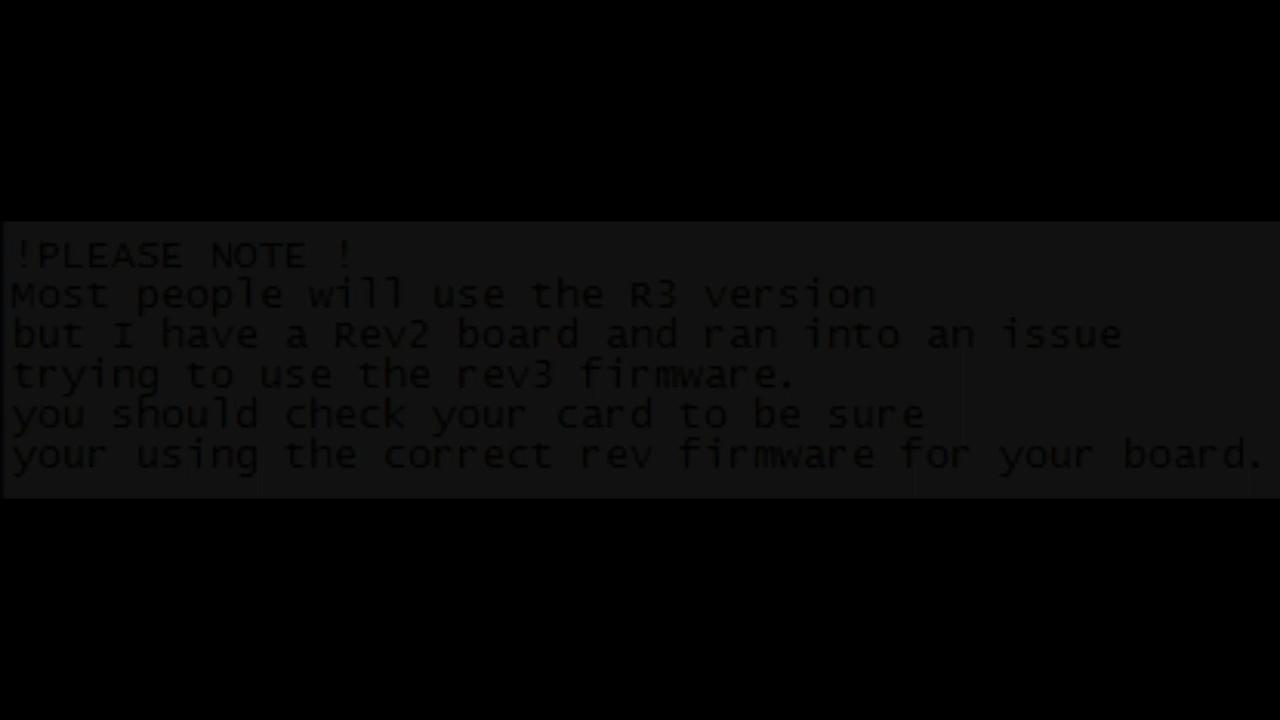 !PLEASE NOTE !
Most people will use the R3 version
but I have a Rev2 board and ran into an issue
trying to use the rev3 firmware.
you should check your card to be sure
your using the correct rev firmware for your board.